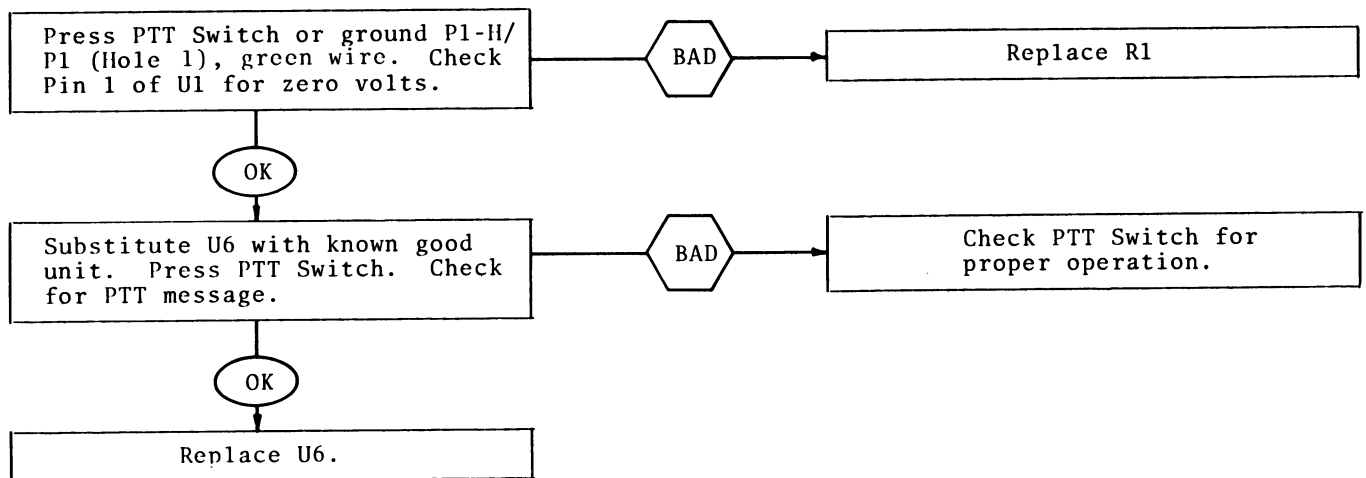 Press PTT Switch or ground P1-H/
P1 (Hole 1), green wire. Check
Pin 1 of U1 for zero volts.
BAD
Replace R1
OK
Substitute U6 with known good
unit. Press PTT Switch. Check
for PTT message.
BAD
Check PTT Switch for
proper operation.
OK
Replace U6.